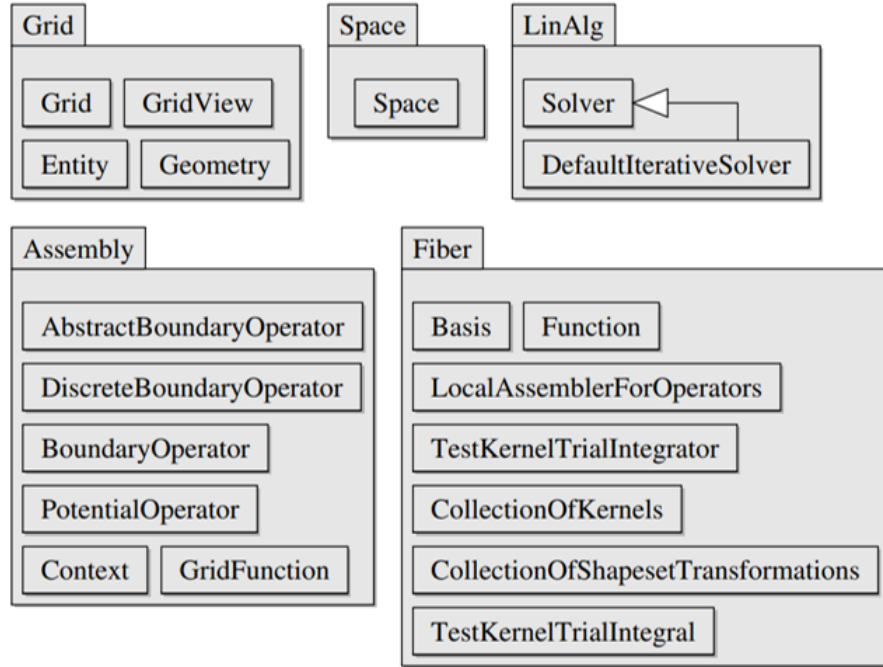 Grid
Grid GridView
Entity Geometry
Space
Space
LinAlg
Solver
DefaultIterativeSolver
Assembly
AbstractBoundaryOperator
DiscreteBoundaryOperator
BoundaryOperator
PotentialOperator
Context GridFunction
Fiber
Basis Function
LocalAssemblerForOperators
TestKernelTrialIntegrator
CollectionOfKernels
CollectionOfShapesetTransformations
TestKernelTrialIntegral